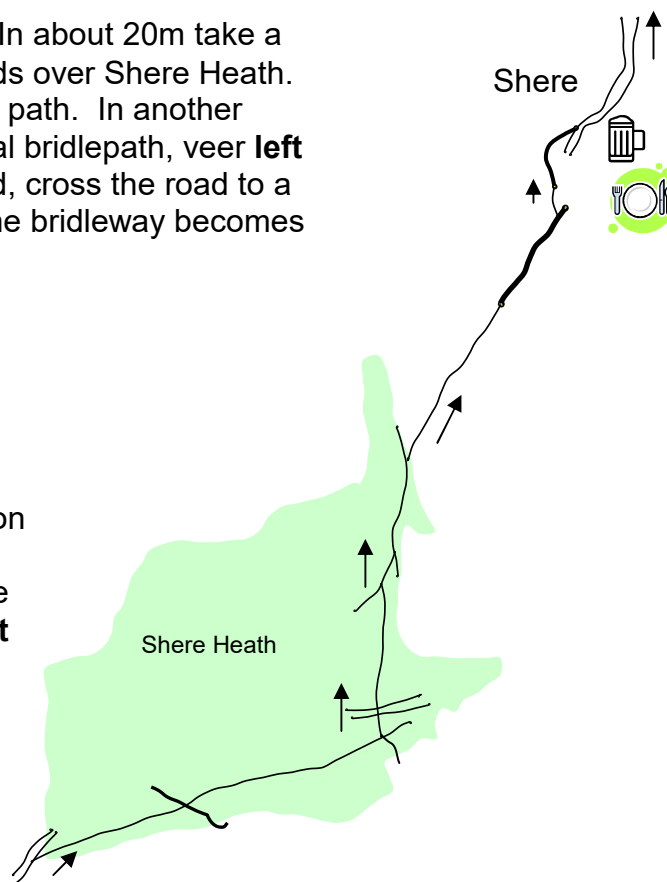 In about 20m take a
ds over Shere Heath.
path. In another
al bridlepath, veer left
d, cross the road to a
he bridleway becomes
Shere
on
e
t
Shere Heath